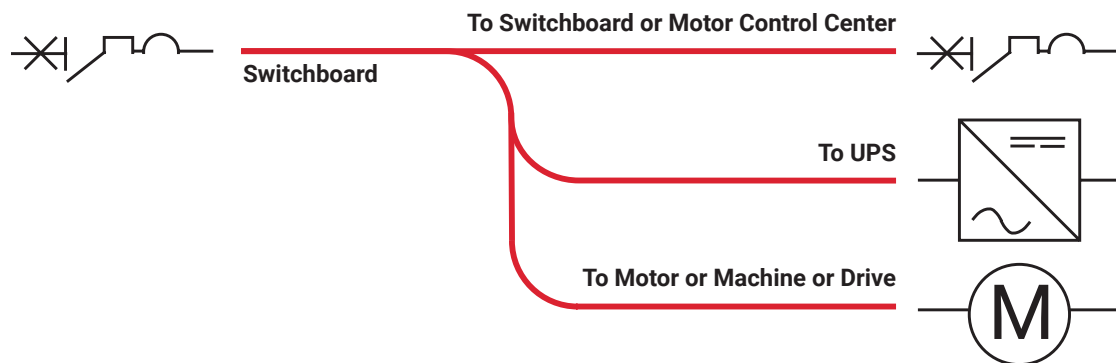 To Switchboard or Motor Control Center
Switchboard
To UPS
To Motor or Machine or Drive
M